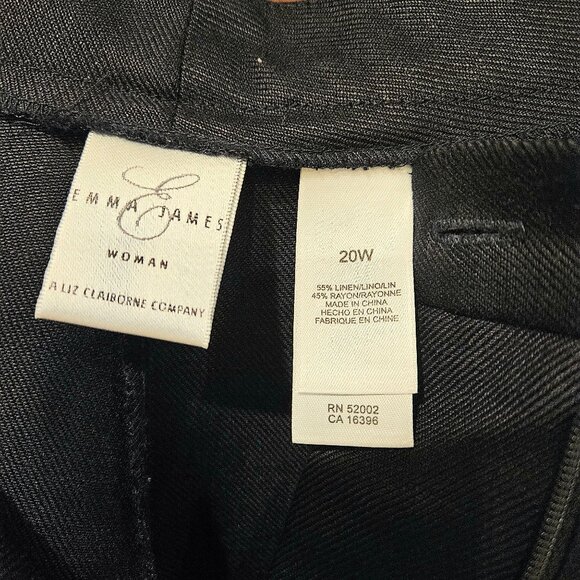 E
EMMA JAMES
WOMAN
A LIZ CLAIBORNE COMPANY
20W
55% LINEN/LINO/LIN
45% RAYON/RAYONNE
MADE IN CHINA
HECHO EN CHINA
FABRIQUE EN CHINE
RN 52002
CA 16396